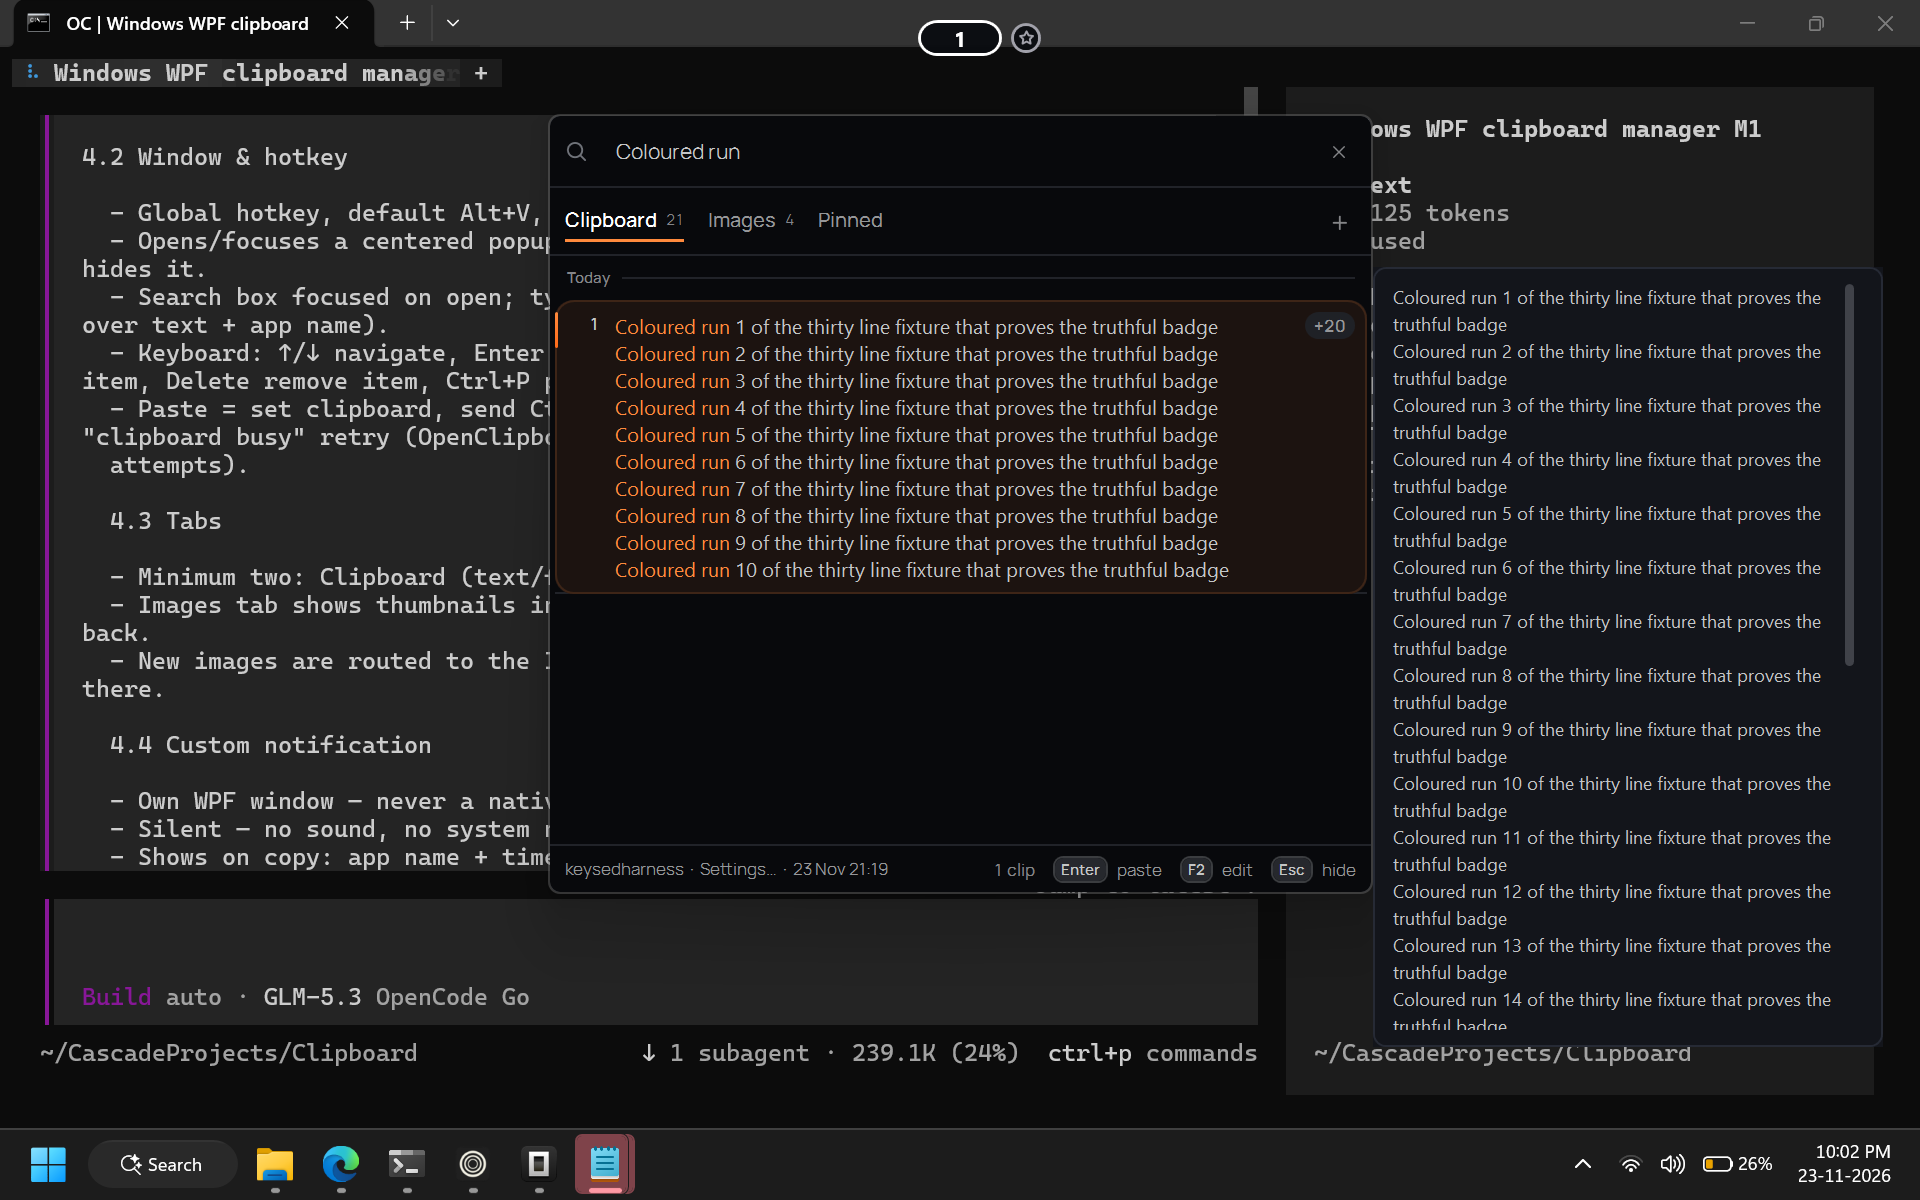 OC | Windows WPF clipboard
1
Windows WPF clipboard manager +
4.2 Window & hotkey
- Global hotkey, default Alt+V,
- Opens/focuses a centered popup
hides it.
- Search box focused on open; ty
over text + app name).
- Keyboard: ↑/↓ navigate, Enter
item, Delete remove item, Ctrl+P
- Paste = set clipboard, send Ct
"clipboard busy" retry (OpenClipbo
attempts).
4.3 Tabs
- Minimum two: Clipboard (text/
- Images tab shows thumbnails in
back.
- New images are routed to the
there.
4.4 Custom notification
- Own WPF window — never a nativ
- Silent — no sound, no system
- Shows on copy: app name + time
Build auto · GLM-5.3 OpenCode Go
~/CascadeProjects/Clipboard
↓ 1 subagent · 239.1K (24%) ctrl+p commands
Coloured run
Clipboard 21 Images 4 Pinned
Today
1
Coloured run 1 of the thirty line fixture that proves the truthful badge
+20
Coloured run 2 of the thirty line fixture that proves the truthful badge
Coloured run 3 of the thirty line fixture that proves the truthful badge
Coloured run 4 of the thirty line fixture that proves the truthful badge
Coloured run 5 of the thirty line fixture that proves the truthful badge
Coloured run 6 of the thirty line fixture that proves the truthful badge
Coloured run 7 of the thirty line fixture that proves the truthful badge
Coloured run 8 of the thirty line fixture that proves the truthful badge
Coloured run 9 of the thirty line fixture that proves the truthful badge
Coloured run 10 of the thirty line fixture that proves the truthful badge
keysedharness · Settings... · 23 Nov 21:19
1 clip Enter paste F2 edit Esc hide
ows WPF clipboard manager M1
ext
125 tokens
used
Coloured run 1 of the thirty line fixture that proves the
truthful badge
Coloured run 2 of the thirty line fixture that proves the
truthful badge
Coloured run 3 of the thirty line fixture that proves the
truthful badge
Coloured run 4 of the thirty line fixture that proves the
truthful badge
Coloured run 5 of the thirty line fixture that proves the
truthful badge
Coloured run 6 of the thirty line fixture that proves the
truthful badge
Coloured run 7 of the thirty line fixture that proves the
truthful badge
Coloured run 8 of the thirty line fixture that proves the
truthful badge
Coloured run 9 of the thirty line fixture that proves the
truthful badge
Coloured run 10 of the thirty line fixture that proves the
truthful badge
Coloured run 11 of the thirty line fixture that proves the
truthful badge
Coloured run 12 of the thirty line fixture that proves the
truthful badge
Coloured run 13 of the thirty line fixture that proves the
truthful badge
Coloured run 14 of the thirty line fixture that proves the
truthful badge
~/CascadeProjects/Clipboard
Search
26%
10:02 PM
23-11-2026